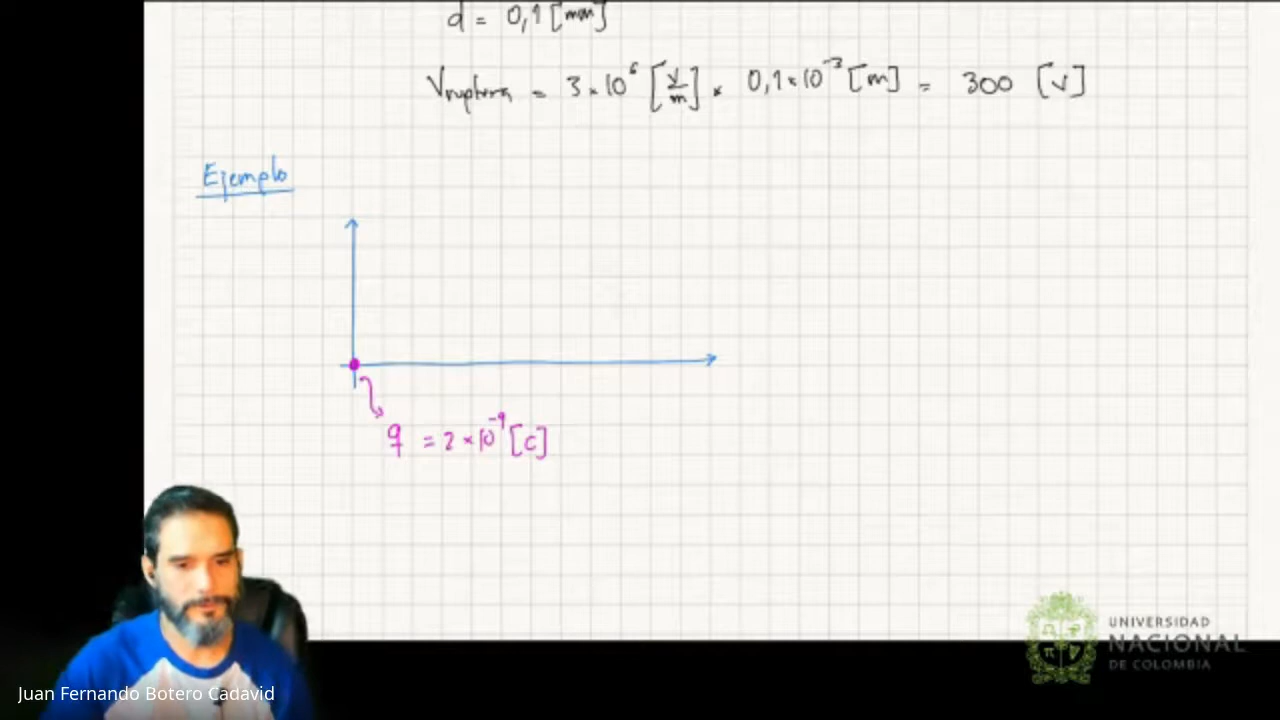 d = 0,1 [mm]
Vruptura = 3×10⁶ [V/m] × 0,1×10⁻³ [m] = 300 [V]
Ejemplo
q = 2×10⁻⁹ [C]
UNIVERSIDAD
NACIONAL
DE COLOMBIA
Juan Fernando Botero Cadavid